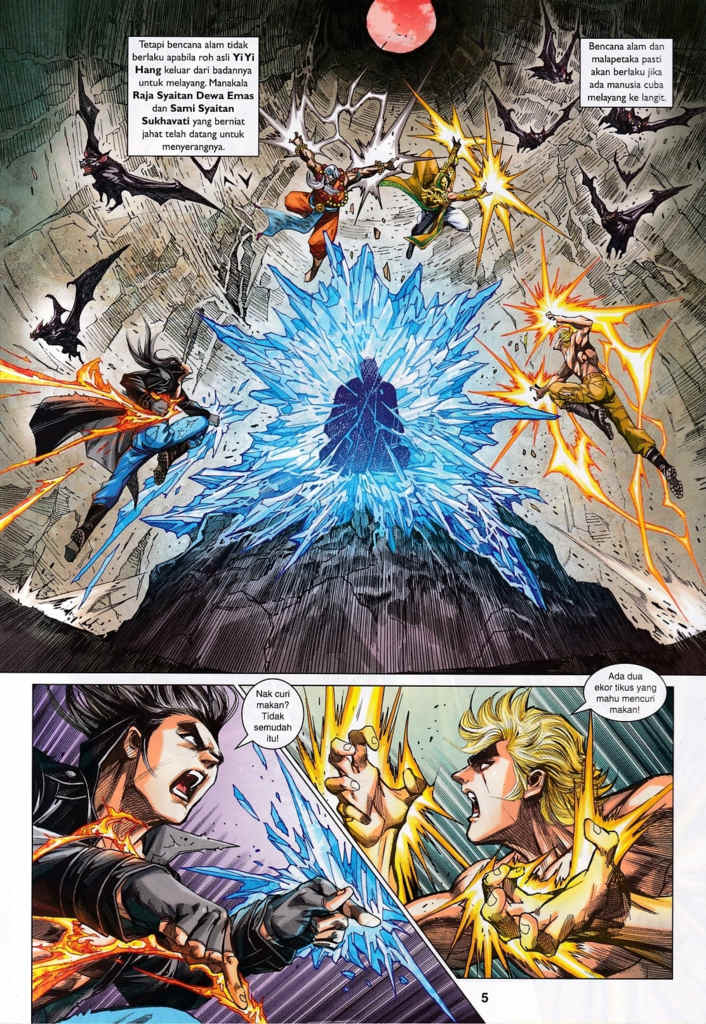 Tetapi bencana alam tidak
berlaku apabila roh asli Yi Yi
Hang keluar dari badannya
untuk melayang. Manakala
Raja Syaitan Dewa Emas
dan Sami Syaitan
Sukhavati yang berniat
jahat telah datang untuk
menyerangnya.
Bencana alam dan
malapetaka pasti
akan berlaku jika
ada manusia cuba
melayang ke langit.
Nak curi
makan?
Tidak
semudah
itu!
Ada dua
ekor tikus yang
mahu mencuri
makan!
5